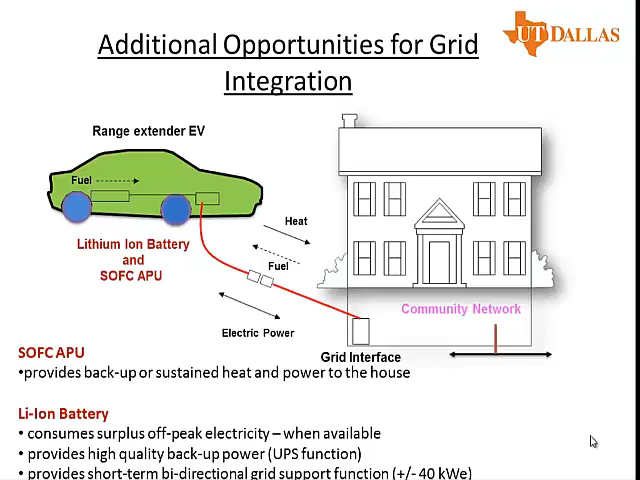 UT DALLAS
Additional Opportunities for Grid
Integration
Range extender EV
Fuel
Heat
Lithium Ion Battery
and
SOFC APU
Fuel
Community Network
Electric Power
Grid Interface
SOFC APU
•provides back-up or sustained heat and power to the house
Li-Ion Battery
• consumes surplus off-peak electricity – when available
• provides high quality back-up power (UPS function)
• provides short-term bi-directional grid support function (+/- 40 kWe)